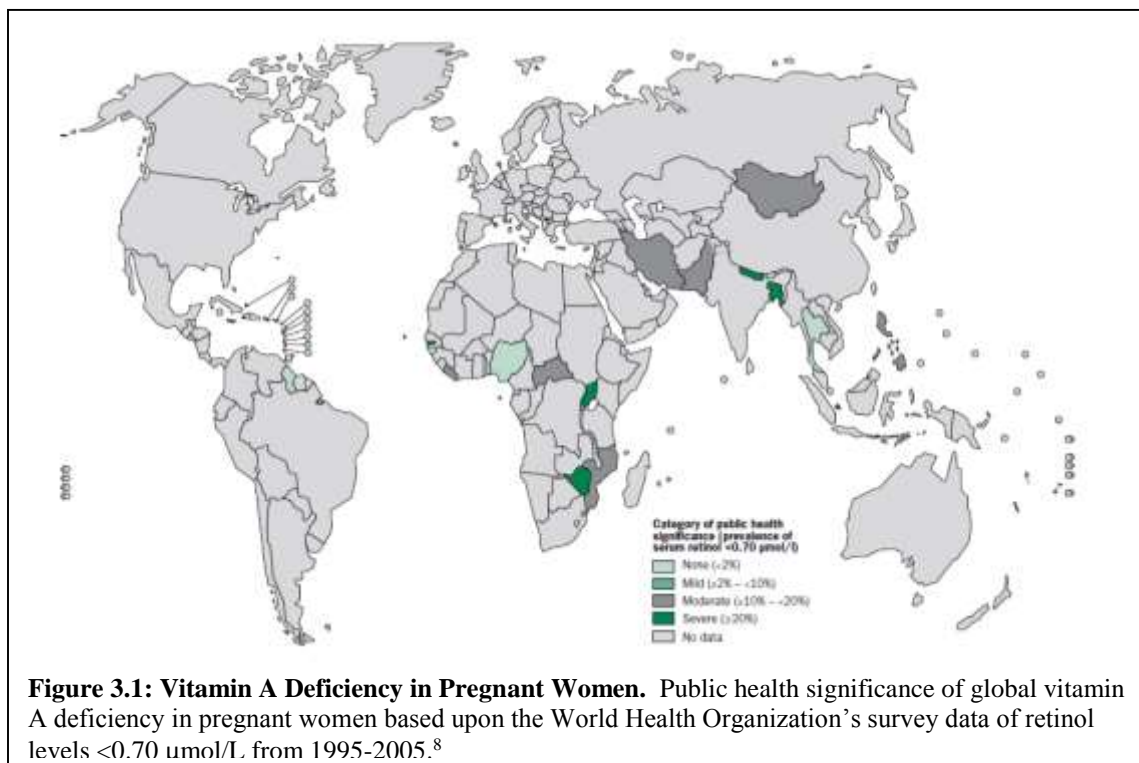 Category of public health
significance (prevalence of
serum retinol <0.70 µmol/l)
None (<2%)
Mild (≥2% – <10%)
Moderate (≥10% – <20%)
Severe (≥20%)
No data
Figure 3.1: Vitamin A Deficiency in Pregnant Women. Public health significance of global vitamin
A deficiency in pregnant women based upon the World Health Organization’s survey data of retinol
levels <0.70 µmol/L from 1995-2005.⁸